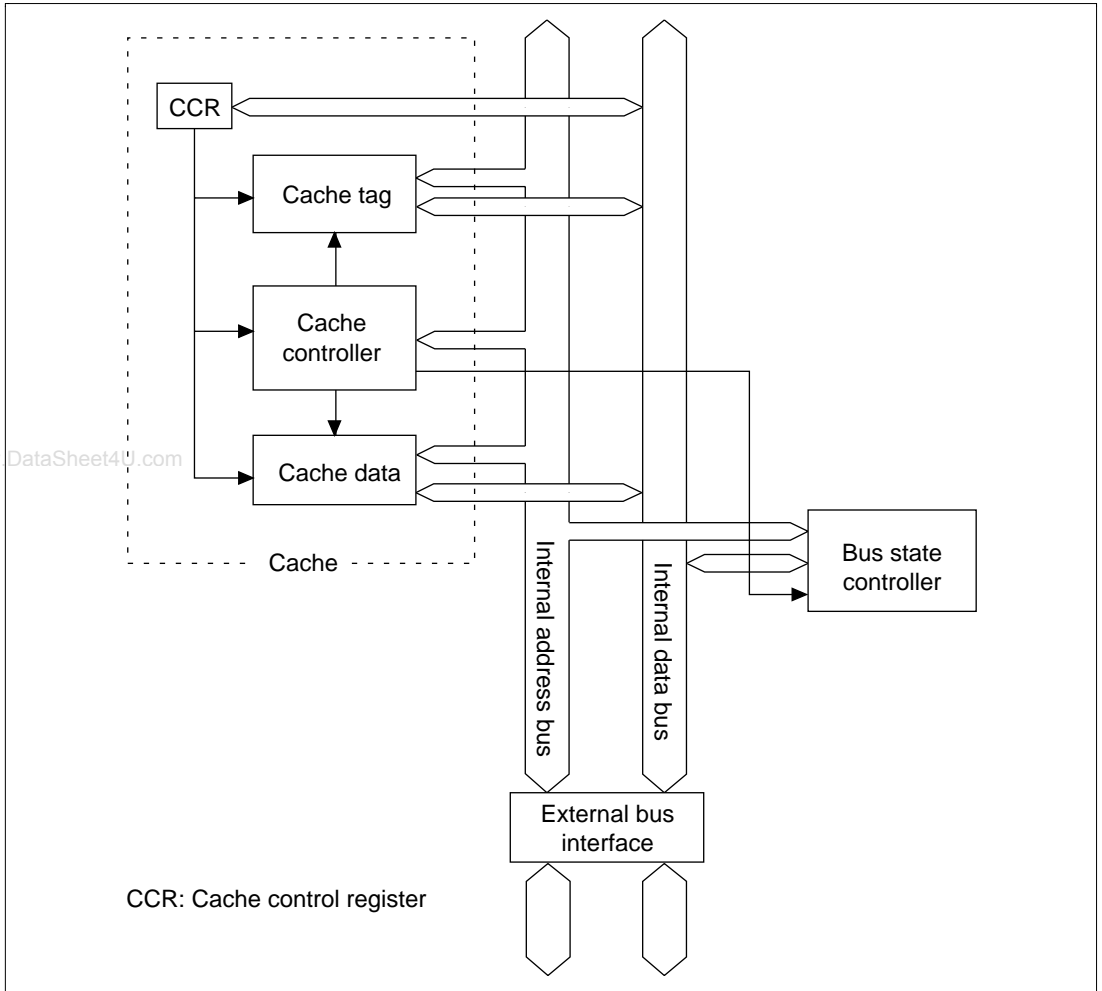 CCR
Cache tag
Cache
controller
Cache data
.DataSheet4U.com
Cache
Internal address bus
Internal data bus
Bus state
controller
External bus
interface
CCR: Cache control register